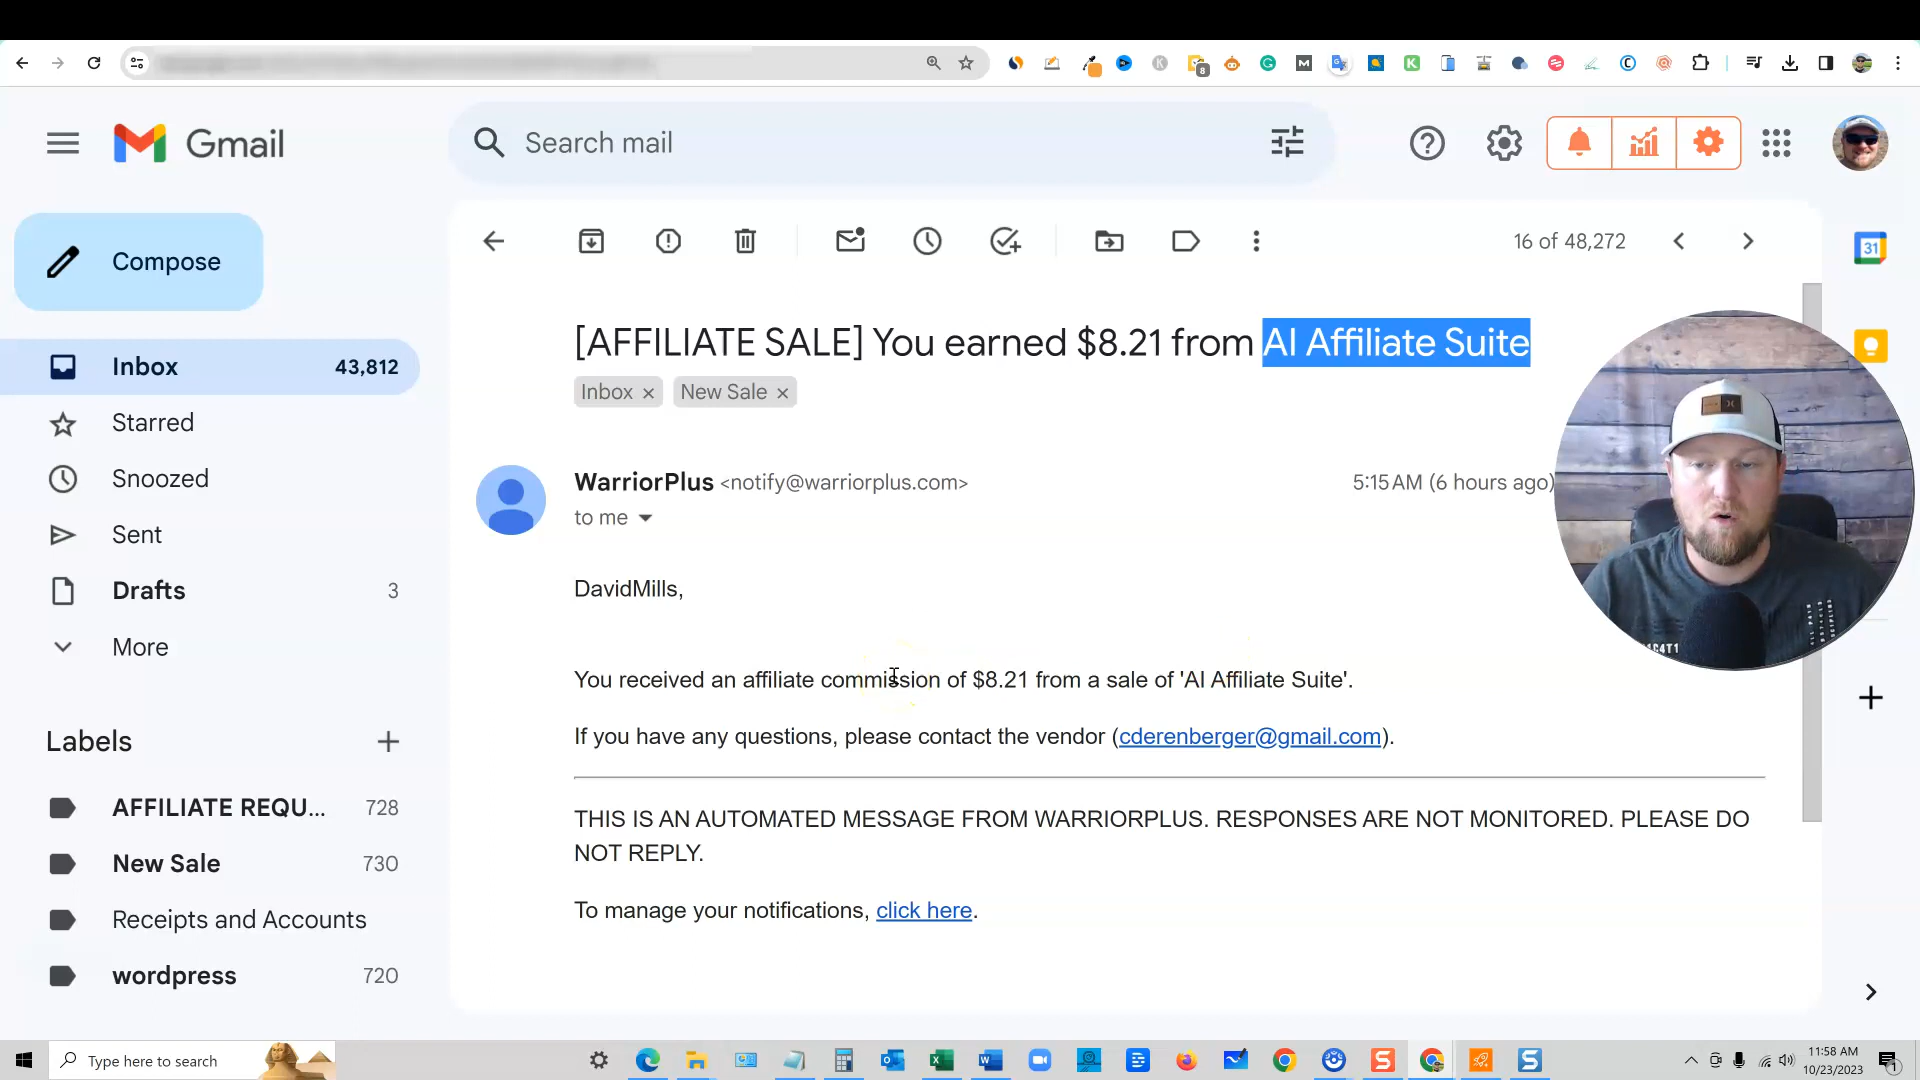 Gmail
Search mail
Compose
16 of 48,272
[AFFILIATE SALE] You earned $8.21 from AI Affiliate Suite
Inbox 43,812
Inbox × New Sale ×
Starred
Snoozed
WarriorPlus <notify@warriorplus.com> 5:15 AM (6 hours ago)
to me
Sent
Drafts 3
DavidMills,
More
You received an affiliate commission of $8.21 from a sale of 'AI Affiliate Suite'.
If you have any questions, please contact the vendor (cderenberger@gmail.com).
Labels
AFFILIATE REQU... 728
THIS IS AN AUTOMATED MESSAGE FROM WARRIORPLUS. RESPONSES ARE NOT MONITORED. PLEASE DO
NOT REPLY.
New Sale 730
To manage your notifications, click here.
Receipts and Accounts
wordpress 720
Type here to search
11:58 AM
10/23/2023